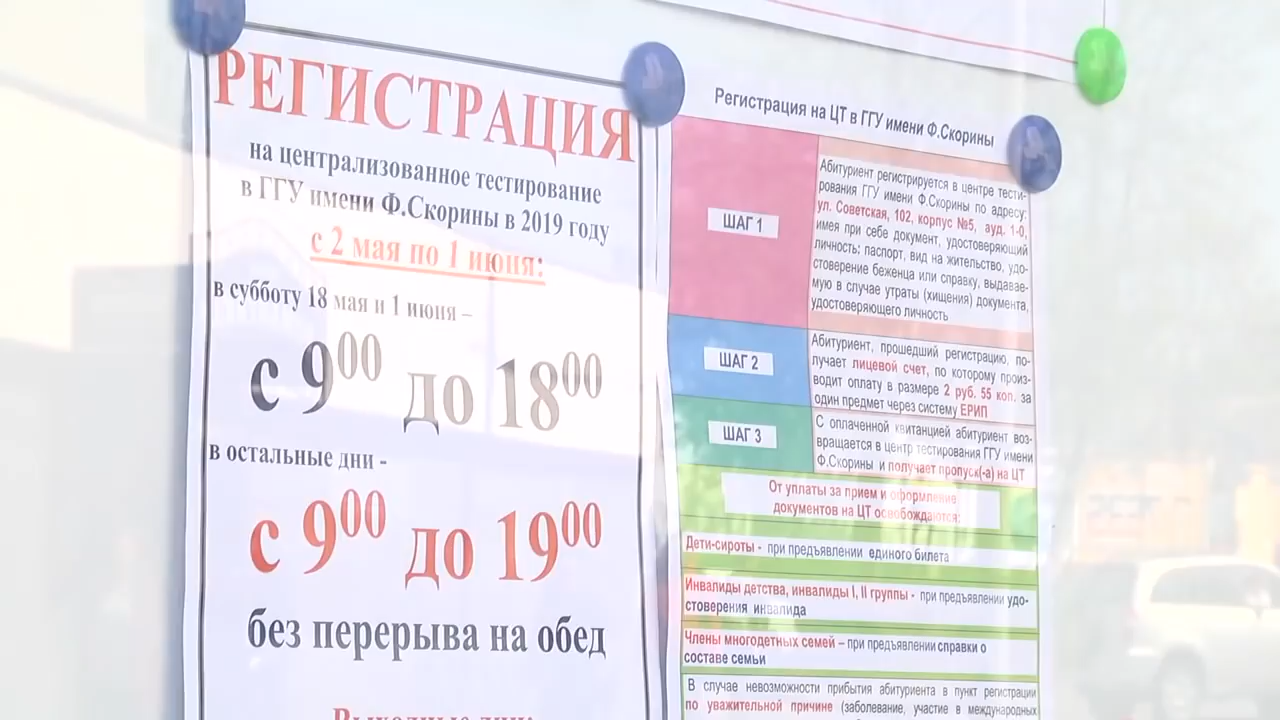 РЕГИСТРАЦИЯ
на централизованное тестирование
в ГГУ имени Ф.Скорины в 2019 году
с 2 мая по 1 июня:
в субботу 18 мая и 1 июня –
с 9⁰⁰ до 18⁰⁰
в остальные дни -
с 9⁰⁰ до 19⁰⁰
без перерыва на обед
Выходные дни:
Регистрация на ЦТ в ГГУ имени Ф.Скорины
ШАГ 1
Абитуриент регистрируется в центре тести-
рования ГГУ имени Ф.Скорины по адресу:
ул. Советская, 102, корпус №5, ауд. 1-0,
имея при себе документ, удостоверяющий
личность: паспорт, вид на жительство, удо-
стоверение беженца или справку, выдавае-
мую в случае утраты (хищения) документа,
удостоверяющего личность
ШАГ 2
Абитуриент, прошедший регистрацию, по-
лучает лицевой счет, по которому произ-
водит оплату в размере 2 руб. 55 коп. за
один предмет через систему ЕРИП
ШАГ 3
С оплаченной квитанцией абитуриент воз-
вращается в центр тестирования ГГУ имени
Ф.Скорины и получает пропуск(-а) на ЦТ
От уплаты за прием и оформление
документов на ЦТ освобождаются:
Дети-сироты - при предъявлении единого билета
Инвалиды детства, инвалиды I, II группы - при предъявлении удо-
стоверения инвалида
Члены многодетных семей – при предъявлении справки о
составе семьи
В случае невозможности прибытия абитуриента в пункт регистрации
по уважительной причине (заболевание, участие в международных